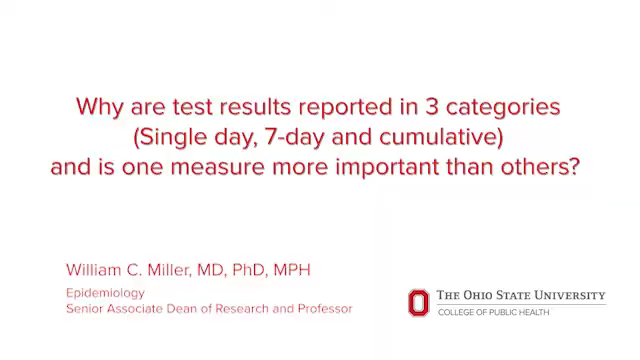 Why are test results reported in 3 categories
(Single day, 7-day and cumulative)
and is one measure more important than others?
William C. Miller, MD, PhD, MPH
Epidemiology
Senior Associate Dean of Research and Professor
THE OHIO STATE UNIVERSITY
COLLEGE OF PUBLIC HEALTH